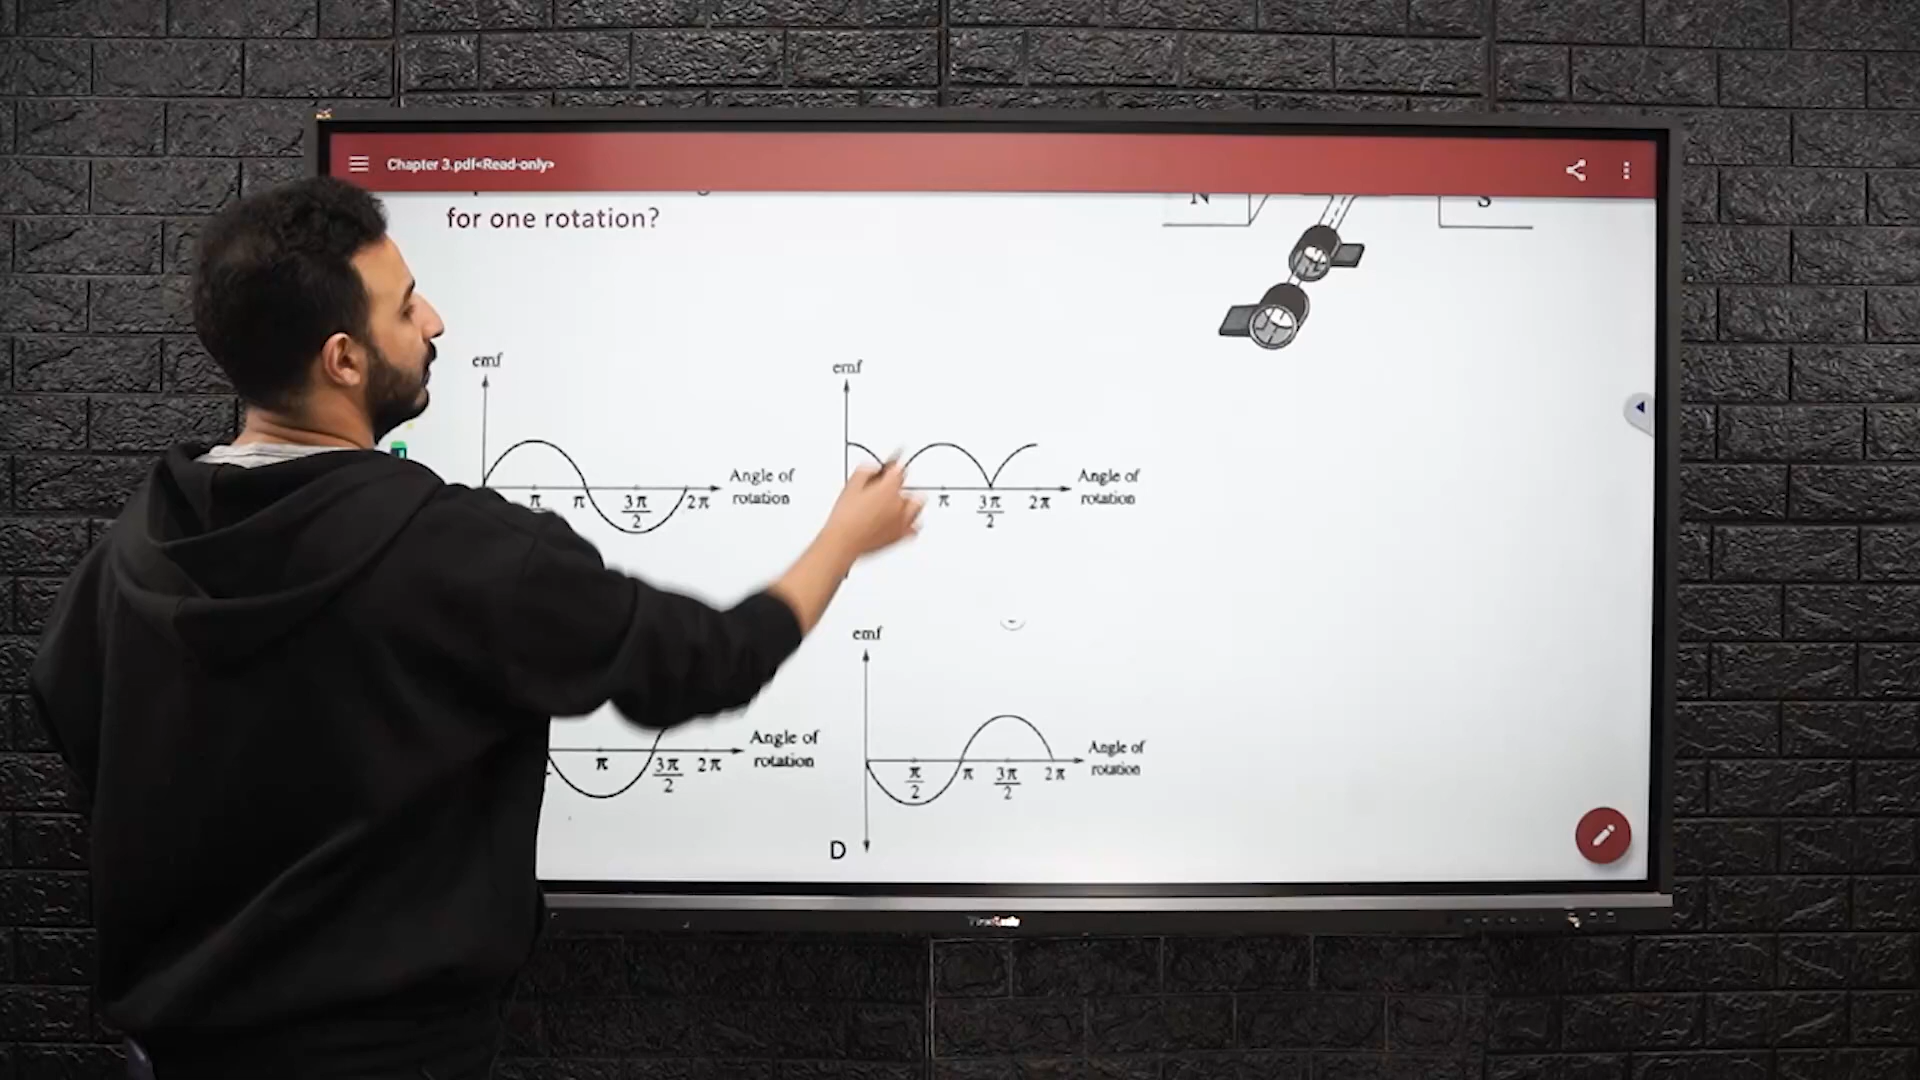 Chapter 3.pdf<Read-only>
for one rotation?
N
S
emf
Angle of
rotation
π
π
3π
2
2π
emf
Angle of
rotation
π
3π
2
2π
Angle of
rotation
π
3π
2
2π
emf
Angle of
rotation
π
2
π
3π
2
2π
D
ViewSonic